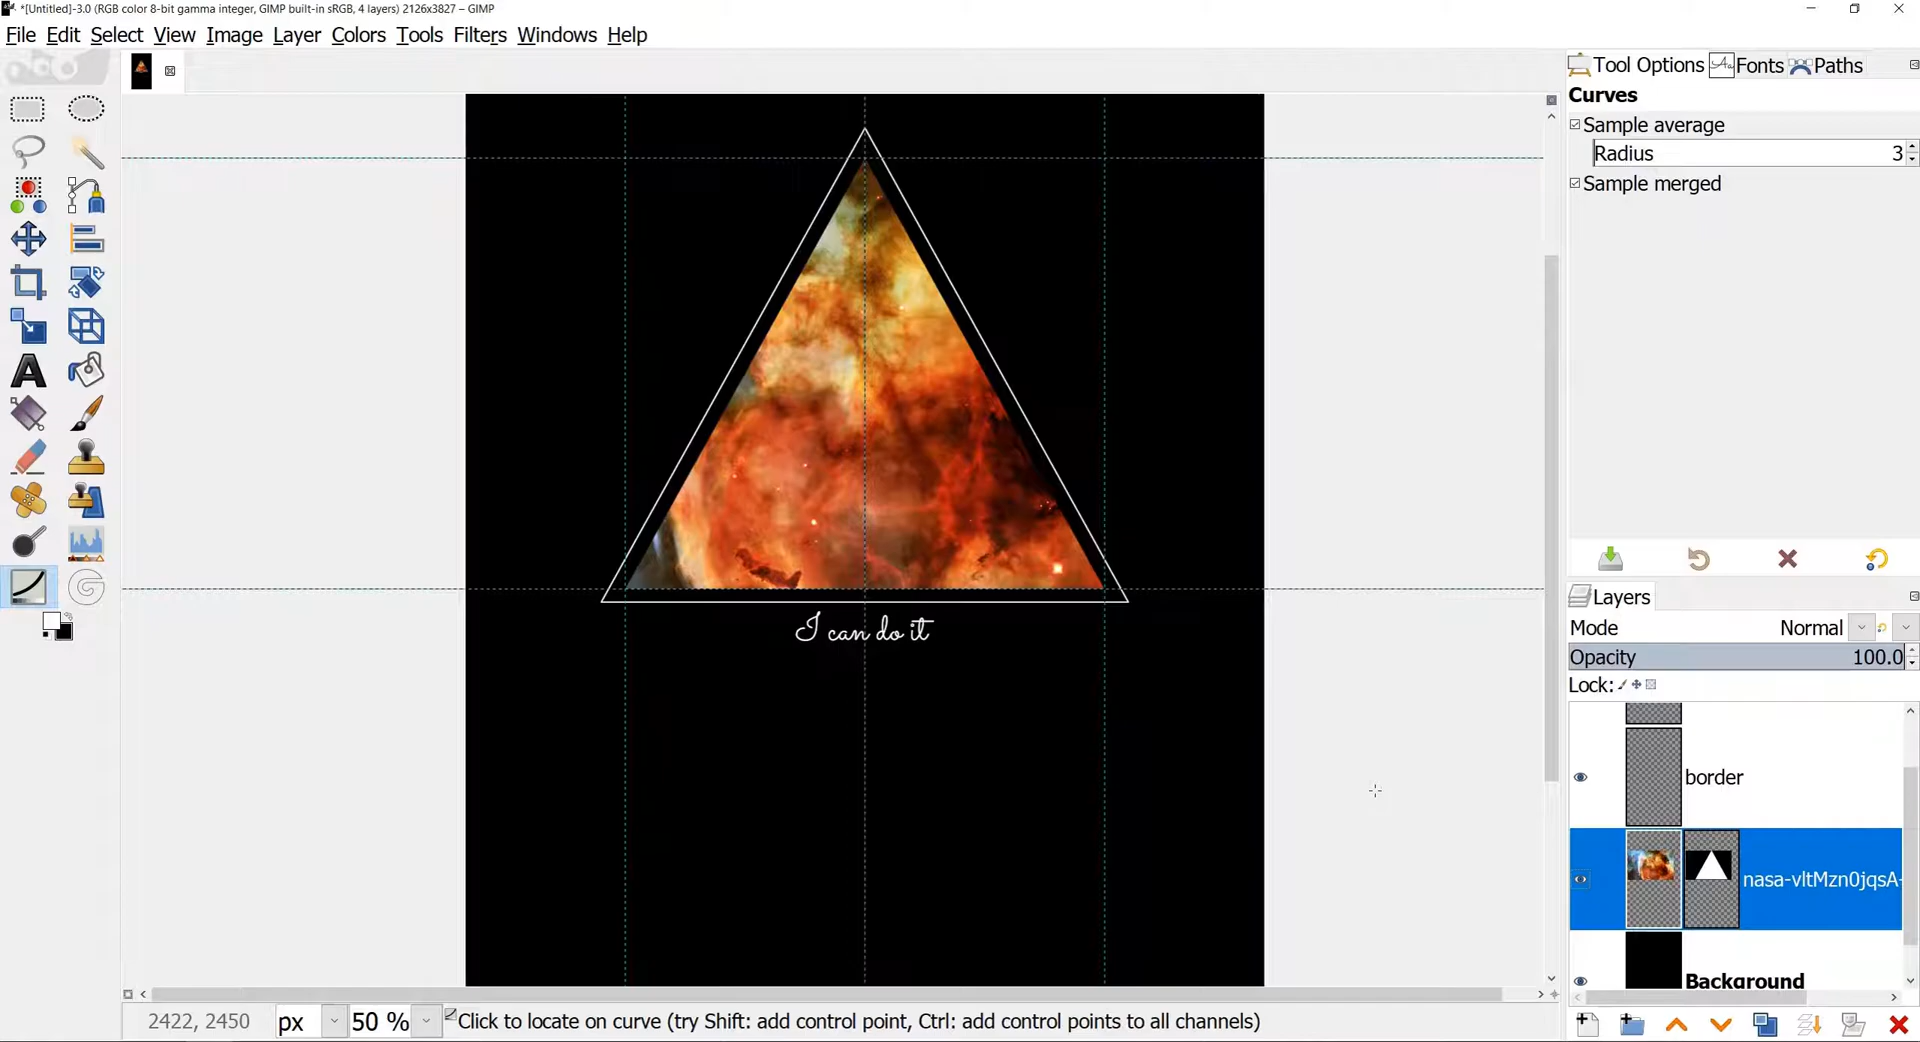 *[Untitled]-3.0 (RGB color 8-bit gamma integer, GIMP built-in sRGB, 4 layers) 2126x3827 – GIMP
File Edit Select View Image Layer Colors Tools Filters Windows Help
Tool Options Fonts Paths
Curves
Sample average
Radius 3
Sample merged
I can do it
Layers
Mode Normal
Opacity 100.0
Lock:
border
nasa-vltMzn0jqsA-
Background
2422, 2450 px 50 % Click to locate on curve (try Shift: add control point, Ctrl: add control points to all channels)